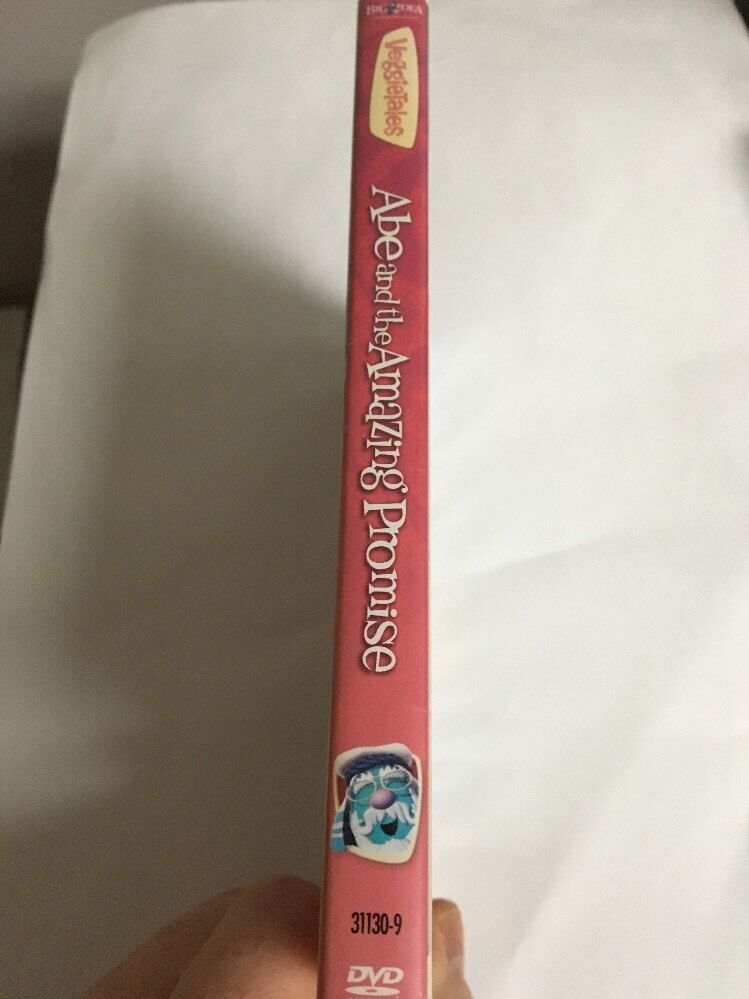 BIG IDEA
VeggieTales
Abe and the Amazing Promise
31130-9
DVD